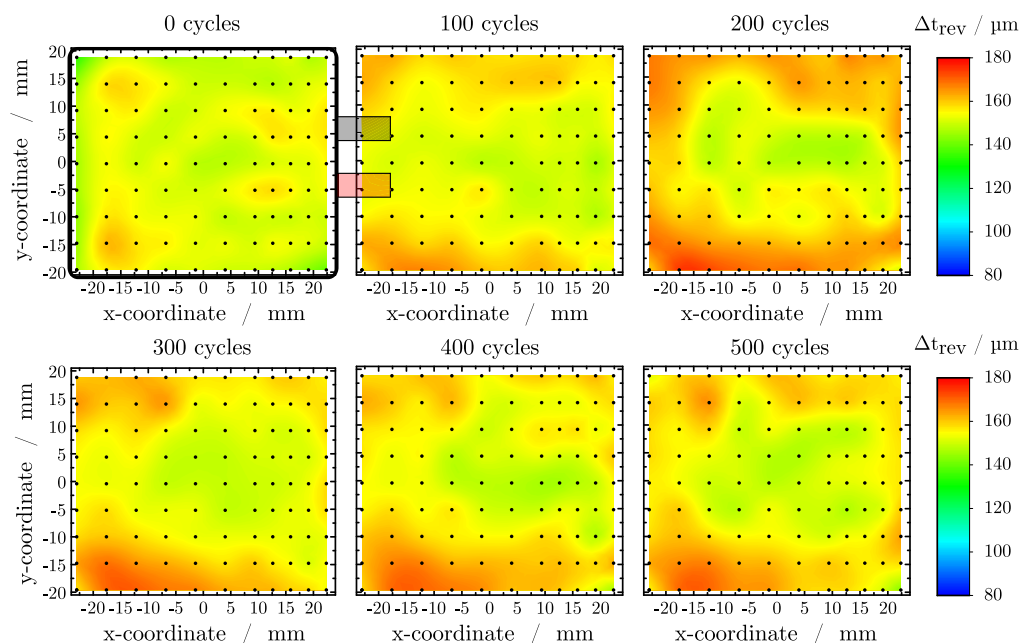 0 cycles 100 cycles 200 cycles Δt_rev / μm
20 15 10 5 0 -5 -10 -15 -20
y-coordinate / mm
180 160 140 120 100 80
-20 -15 -10 -5 0 5 10 15 20 -20 -15 -10 -5 0 5 10 15 20 -20 -15 -10 -5 0 5 10 15 20
x-coordinate / mm x-coordinate / mm x-coordinate / mm
300 cycles 400 cycles 500 cycles Δt_rev / μm
20 15 10 5 0 -5 -10 -15 -20
y-coordinate / mm
180 160 140 120 100 80
-20 -15 -10 -5 0 5 10 15 20 -20 -15 -10 -5 0 5 10 15 20 -20 -15 -10 -5 0 5 10 15 20
x-coordinate / mm x-coordinate / mm x-coordinate / mm